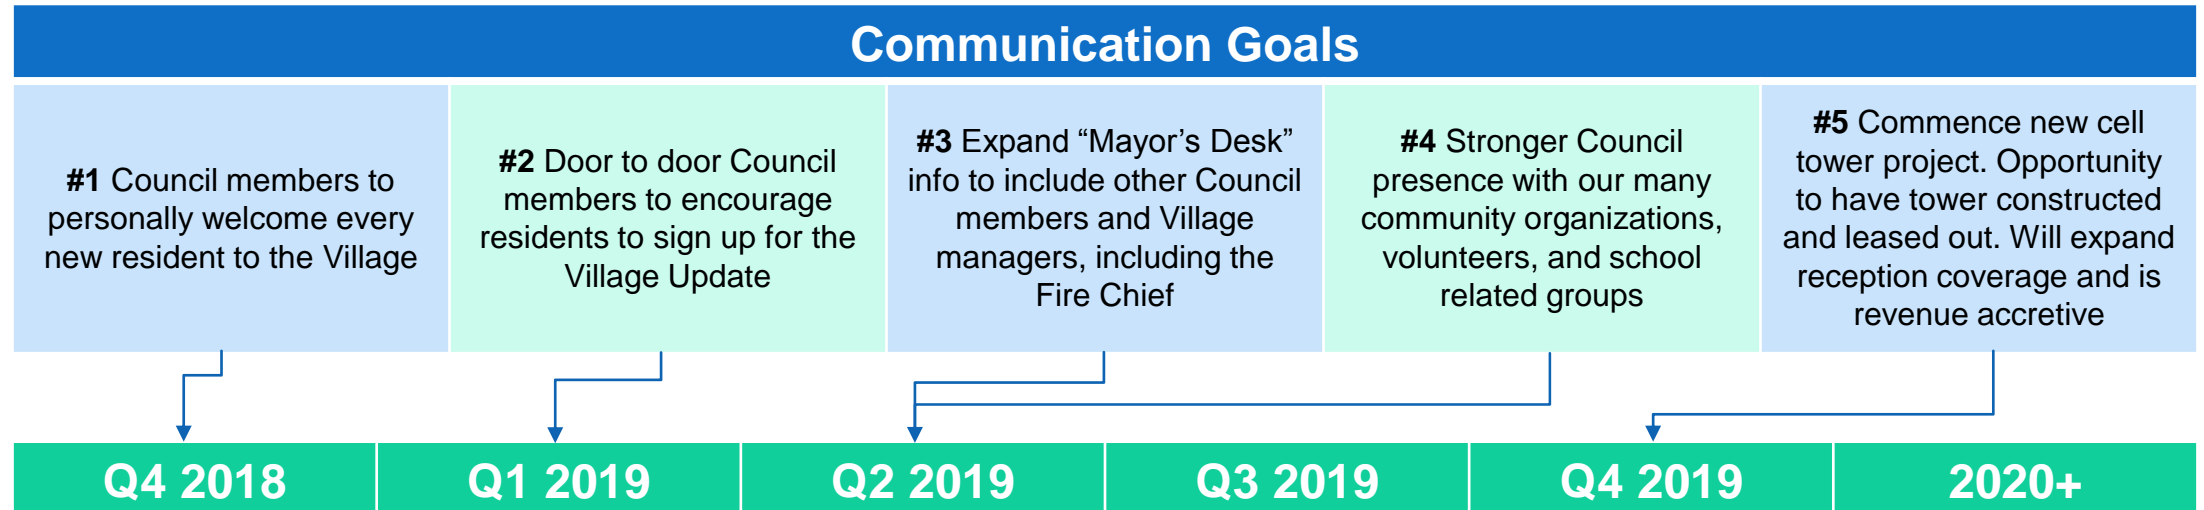 Communication Goals
#1 Council members to
personally welcome every
new resident to the Village
#2 Door to door Council
members to encourage
residents to sign up for the
Village Update
#3 Expand “Mayor’s Desk”
info to include other Council
members and Village
managers, including the
Fire Chief
#4 Stronger Council
presence with our many
community organizations,
volunteers, and school
related groups
#5 Commence new cell
tower project. Opportunity
to have tower constructed
and leased out. Will expand
reception coverage and is
revenue accretive
Q4 2018
Q1 2019
Q2 2019
Q3 2019
Q4 2019
2020+